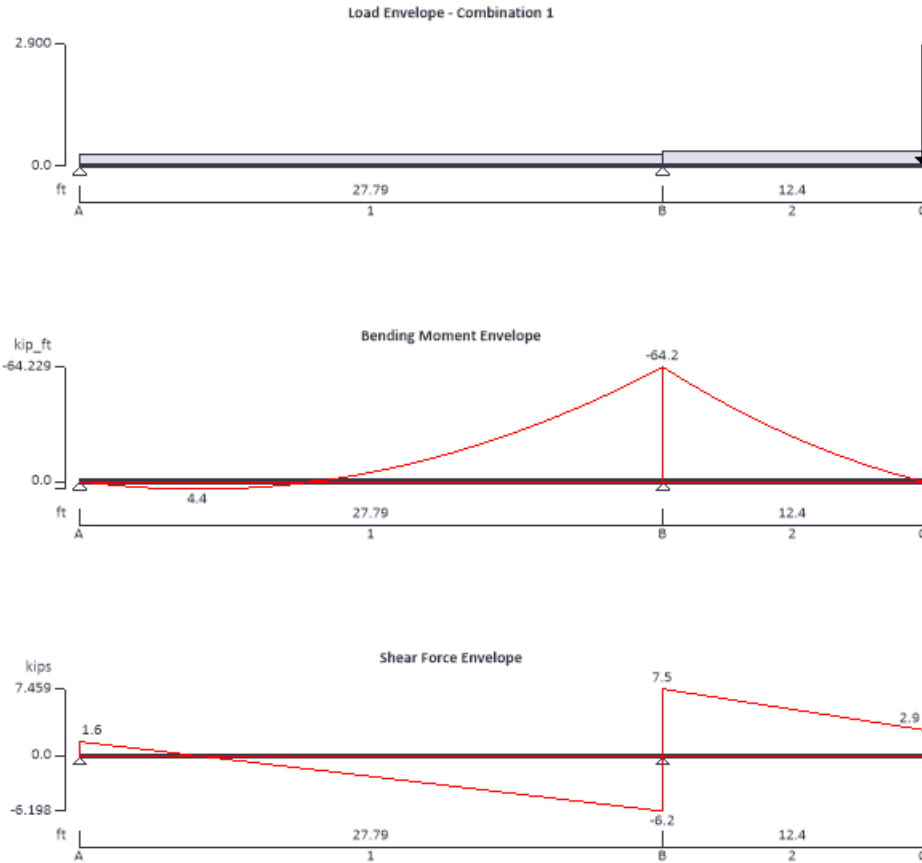 Load Envelope - Combination 1
2.900
0.0
ft 27.79 12.4
A 1 B 2
Bending Moment Envelope
kip_ft
-64.229 -64.2
0.0
4.4
ft 27.79 12.4
A 1 B 2
Shear Force Envelope
kips
7.459 7.5
1.6 2.9
0.0
-6.198 -6.2
ft 27.79 12.4
A 1 B 2